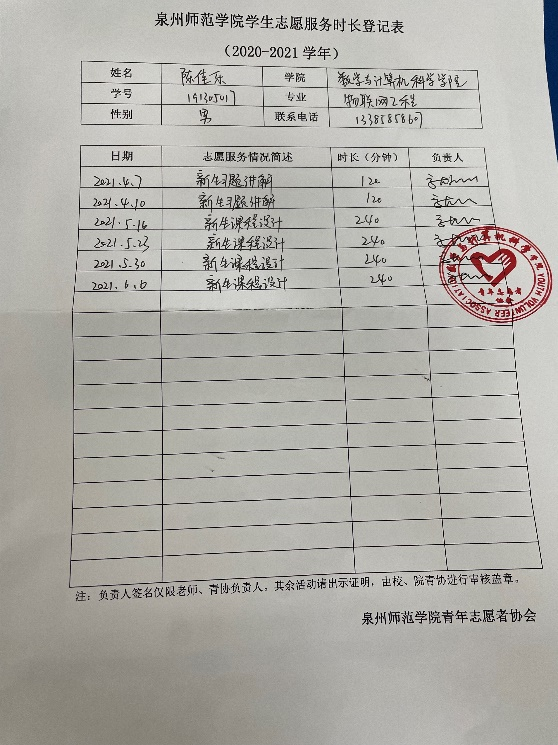 泉州师范学院学生志愿服务时长登记表
（2020-2021 学年）
姓名 陈佳乐 学院 数学与计算机科学学院
学号 191305017 专业 物联网工程
性别 男 联系电话 13385858607
日期 志愿服务情况简述 时长（分钟） 负责人
2021.4.7 新生习题讲解 120
2021.4.10 新生习题讲解 120
2021.5.16 新生课程设计 240
2021.5.23 新生课程设计 240
2021.5.30 新生课程设计 240
2021.6.6 新生课程设计 240
注：负责人签名仅限老师、青协负责人，其余活动请出示证明，由校、院青协进行审核盖章。
泉州师范学院青年志愿者协会